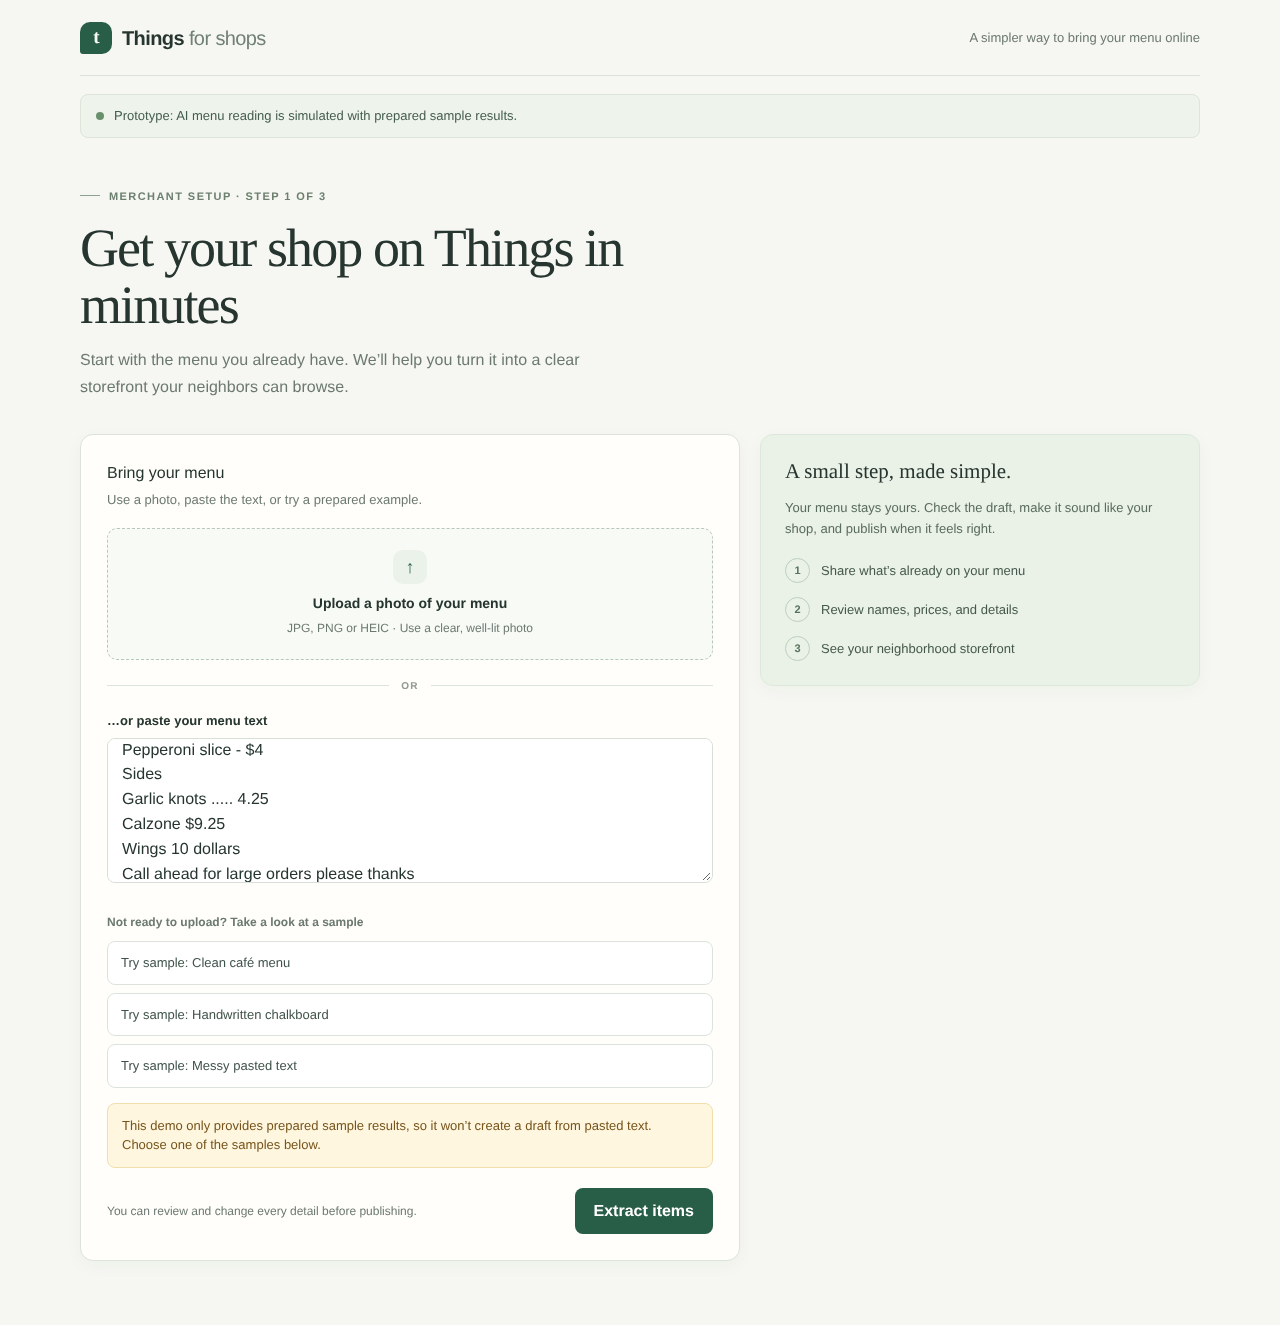 t
Things for shops
A simpler way to bring your menu online
Prototype: AI menu reading is simulated with prepared sample results.
MERCHANT SETUP · STEP 1 OF 3
Get your shop on Things in
minutes
Start with the menu you already have. We’ll help you turn it into a clear
storefront your neighbors can browse.
Bring your menu
Use a photo, paste the text, or try a prepared example.
↑
Upload a photo of your menu
JPG, PNG or HEIC · Use a clear, well-lit photo
OR
…or paste your menu text
Pepperoni slice - $4
Sides
Garlic knots ..... 4.25
Calzone $9.25
Wings 10 dollars
Call ahead for large orders please thanks
Not ready to upload? Take a look at a sample
Try sample: Clean café menu
Try sample: Handwritten chalkboard
Try sample: Messy pasted text
This demo only provides prepared sample results, so it won’t create a draft from pasted text.
Choose one of the samples below.
You can review and change every detail before publishing.
Extract items
A small step, made simple.
Your menu stays yours. Check the draft, make it sound like your
shop, and publish when it feels right.
1 Share what’s already on your menu
2 Review names, prices, and details
3 See your neighborhood storefront